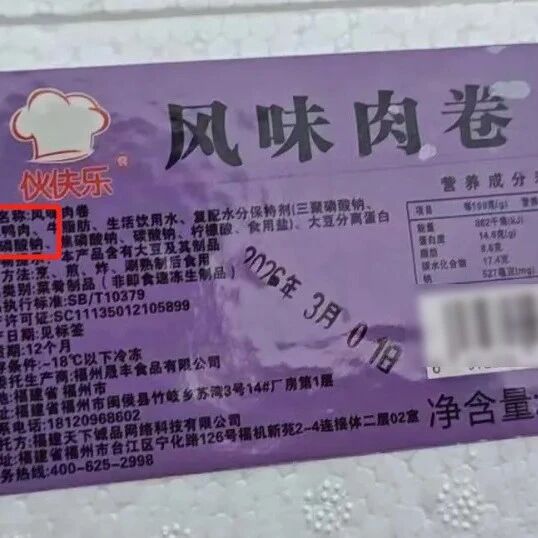 伙侠乐
风味肉卷
名称:风味肉卷
鸭肉、牛脂肪、生活饮用水、复配水分保持剂(三聚磷酸钠、
磷酸钠、焦磷酸钠、碳酸钠、柠檬酸、食用盐)、大豆分离蛋白
本产品含有大豆及其制品
方法:烹、煎、炸、涮熟制后食用
类别:菜肴制品(非即食速冻生制品)
执行标准:SB/T10379
许可证:SC11135012105899
产日期:见标签
期:12个月
条件:-18℃以下冷冻
托生产商:福州晟丰食品有限公司
:福建省福州市
:福建省福州市闽侯县竹岐乡苏湾3号14#厂房第1层
系电话:18120968602
托方:福建天下诚品网络科技有限公司
:福建省福州市台江区宁化路126号福机新苑2-4连接体二层02室
务热线:400-625-2998
2026年3月01日
营养成分
项目 每100克(g)
能量 862千焦(kJ)
蛋白质 14.6克(g)
脂肪 8.6克(g)
碳水化合物 17.4克
钠 527毫克(mg)
净含量